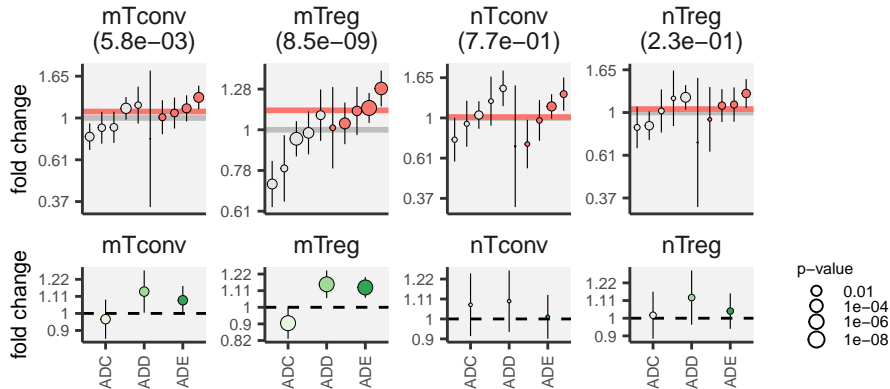 mTconv
(5.8e−03)
mTreg
(8.5e−09)
nTconv
(7.7e−01)
nTreg
(2.3e−01)
fold change
1.65
1
0.61
0.37
1.28
1
0.78
0.61
1.65
1
0.61
0.37
1.65
1
0.61
0.37
mTconv
mTreg
nTconv
nTreg
fold change
1.22
1.11
1
0.9
1.22
1.11
1
0.9
0.82
1.22
1.11
1
0.9
1.22
1.11
1
0.9
ADC
ADD
ADE
ADC
ADD
ADE
ADC
ADD
ADE
ADC
ADD
ADE
p−value
0.01
1e−04
1e−06
1e−08